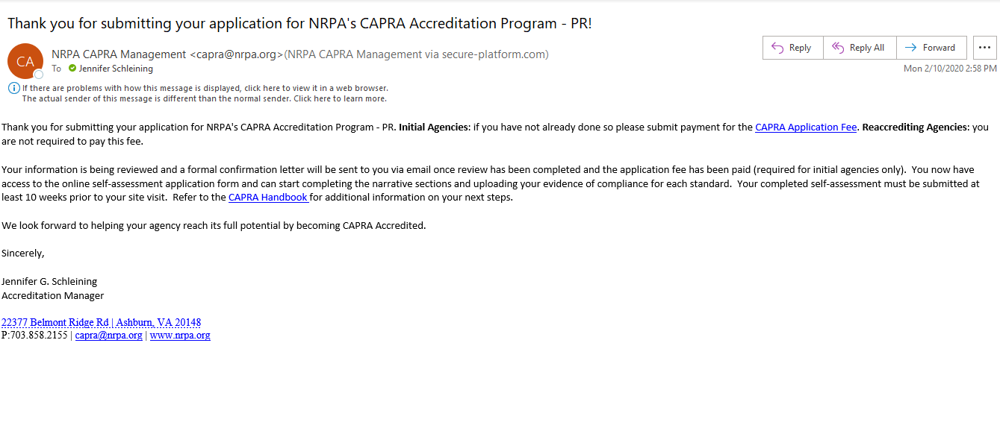 Thank you for submitting your application for NRPA's CAPRA Accreditation Program - PR!
CA
NRPA CAPRA Management <capra@nrpa.org>(NRPA CAPRA Management via secure-platform.com)
To Jennifer Schleining
Reply
Reply All
Forward
Mon 2/10/2020 2:58 PM
If there are problems with how this message is displayed, click here to view it in a web browser.
The actual sender of this message is different than the normal sender. Click here to learn more.
Thank you for submitting your application for NRPA's CAPRA Accreditation Program - PR. Initial Agencies: if you have not already done so please submit payment for the CAPRA Application Fee. Reaccrediting Agencies: you
are not required to pay this fee.
Your information is being reviewed and a formal confirmation letter will be sent to you via email once review has been completed and the application fee has been paid (required for initial agencies only).  You now have
access to the online self-assessment application form and can start completing the narrative sections and uploading your evidence of compliance for each standard.  Your completed self-assessment must be submitted at
least 10 weeks prior to your site visit.  Refer to the CAPRA Handbook for additional information on your next steps.
We look forward to helping your agency reach its full potential by becoming CAPRA Accredited.
Sincerely,
Jennifer G. Schleining
Accreditation Manager
22377 Belmont Ridge Rd | Ashburn, VA 20148
P:703.858.2155 | capra@nrpa.org | www.nrpa.org